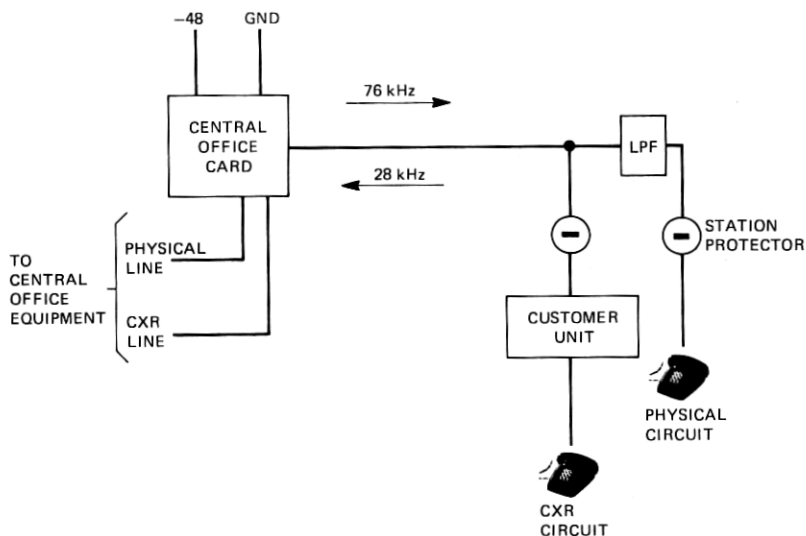 –48
GND
76 kHz
CENTRAL
OFFICE
CARD
LPF
28 kHz
STATION
PROTECTOR
TO
CENTRAL
OFFICE
EQUIPMENT
PHYSICAL
LINE
CXR
LINE
CUSTOMER
UNIT
PHYSICAL
CIRCUIT
CXR
CIRCUIT